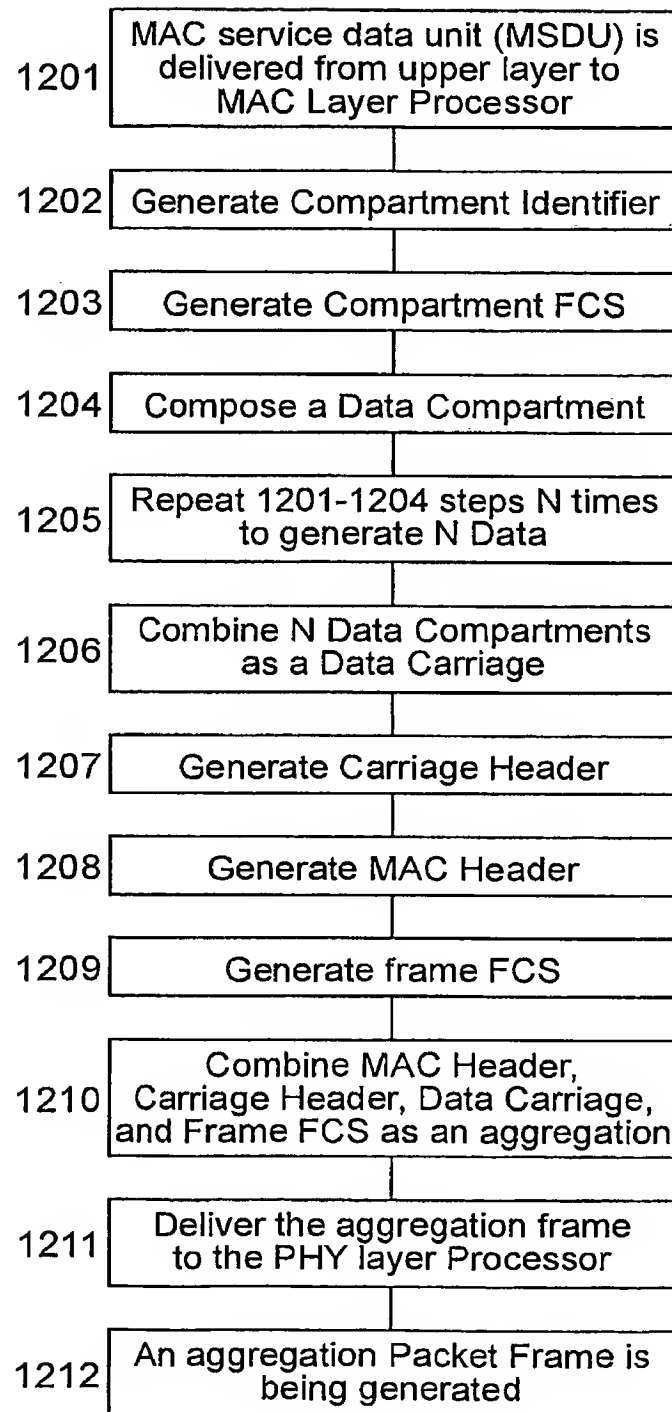 1201
MAC service data unit (MSDU) is
delivered from upper layer to
MAC Layer Processor
1202
Generate Compartment Identifier
1203
Generate Compartment FCS
1204
Compose a Data Compartment
1205
Repeat 1201-1204 steps N times
to generate N Data
1206
Combine N Data Compartments
as a Data Carriage
1207
Generate Carriage Header
1208
Generate MAC Header
1209
Generate frame FCS
1210
Combine MAC Header,
Carriage Header, Data Carriage,
and Frame FCS as an aggregation
1211
Deliver the aggregation frame
to the PHY layer Processor
1212
An aggregation Packet Frame is
being generated